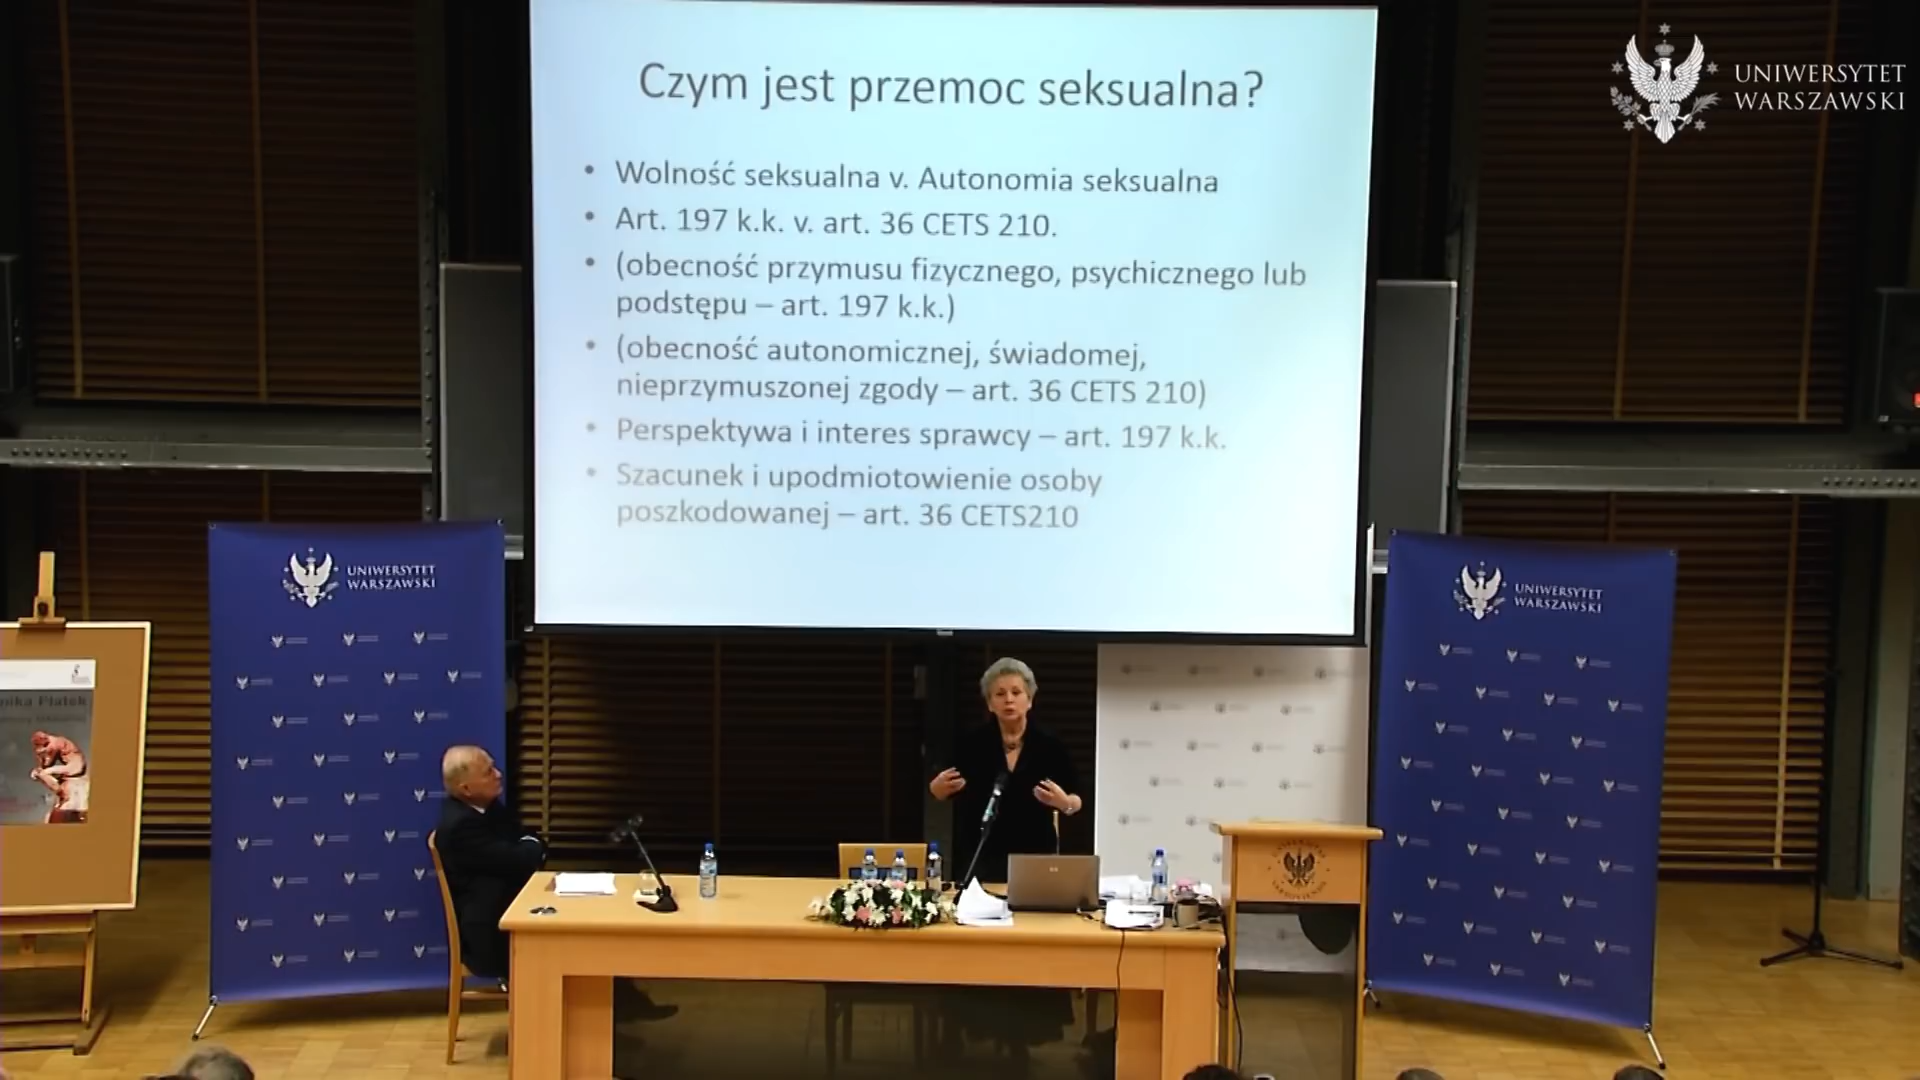 UNIWERSYTET
WARSZAWSKI
Czym jest przemoc seksualna?
• Wolność seksualna v. Autonomia seksualna
• Art. 197 k.k. v. art. 36 CETS 210.
• (obecność przymusu fizycznego, psychicznego lub
podstępu – art. 197 k.k.)
• (obecność autonomicznej, świadomej,
nieprzymuszonej zgody – art. 36 CETS 210)
• Perspektywa i interes sprawcy – art. 197 k.k.
• Szacunek i upodmiotowienie osoby
poszkodowanej – art. 36 CETS210
UNIWERSYTET
WARSZAWSKI
UNIWERSYTET
WARSZAWSKI
Płatek